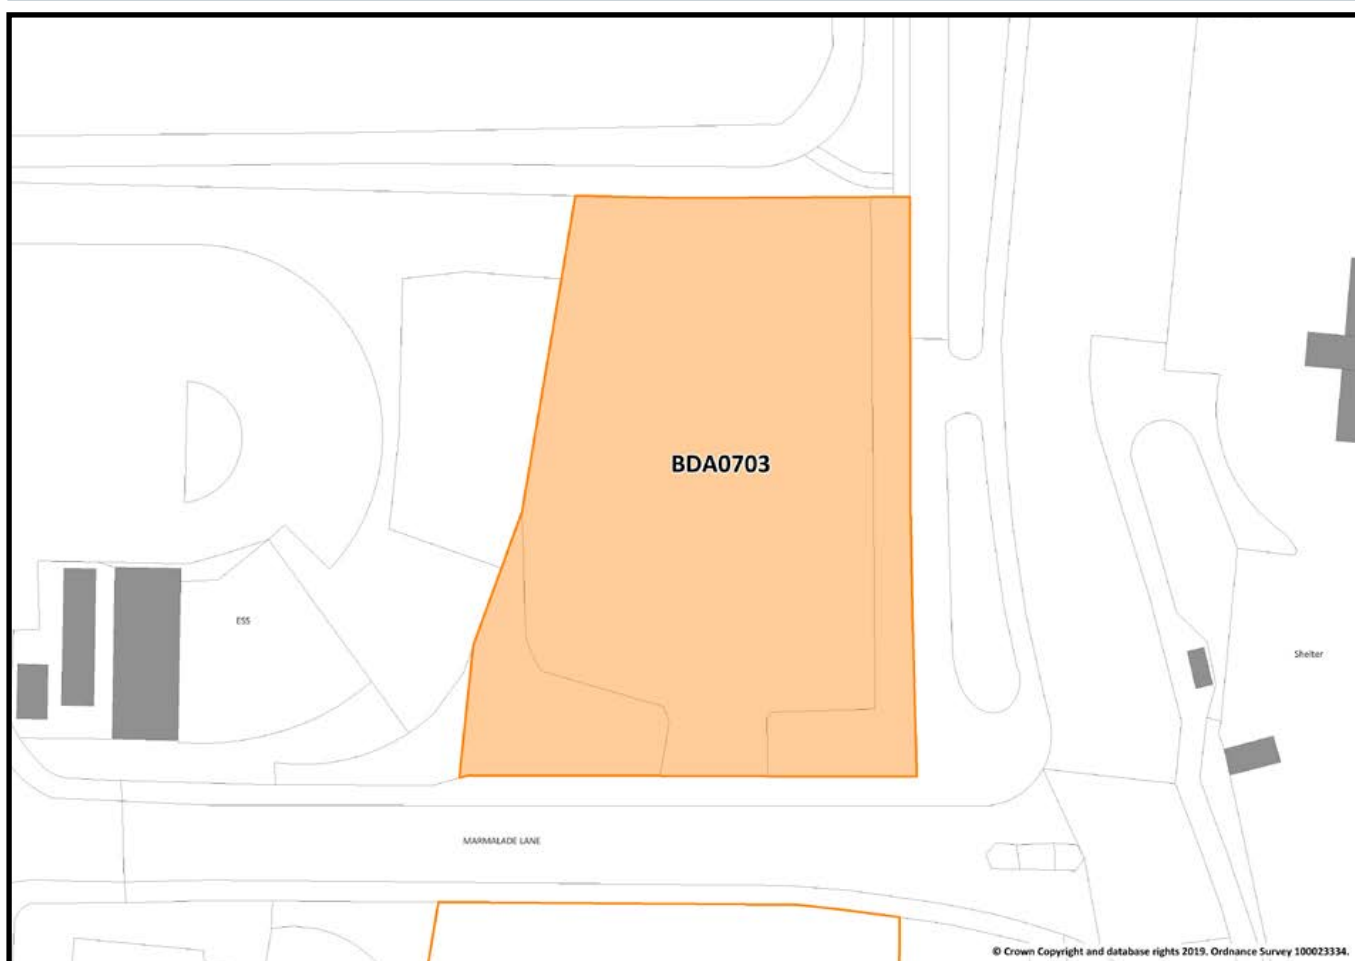 BDA0703
ESS
Shelter
MARMALADE LANE
© Crown Copyright and database rights 2019. Ordnance Survey 100023334.